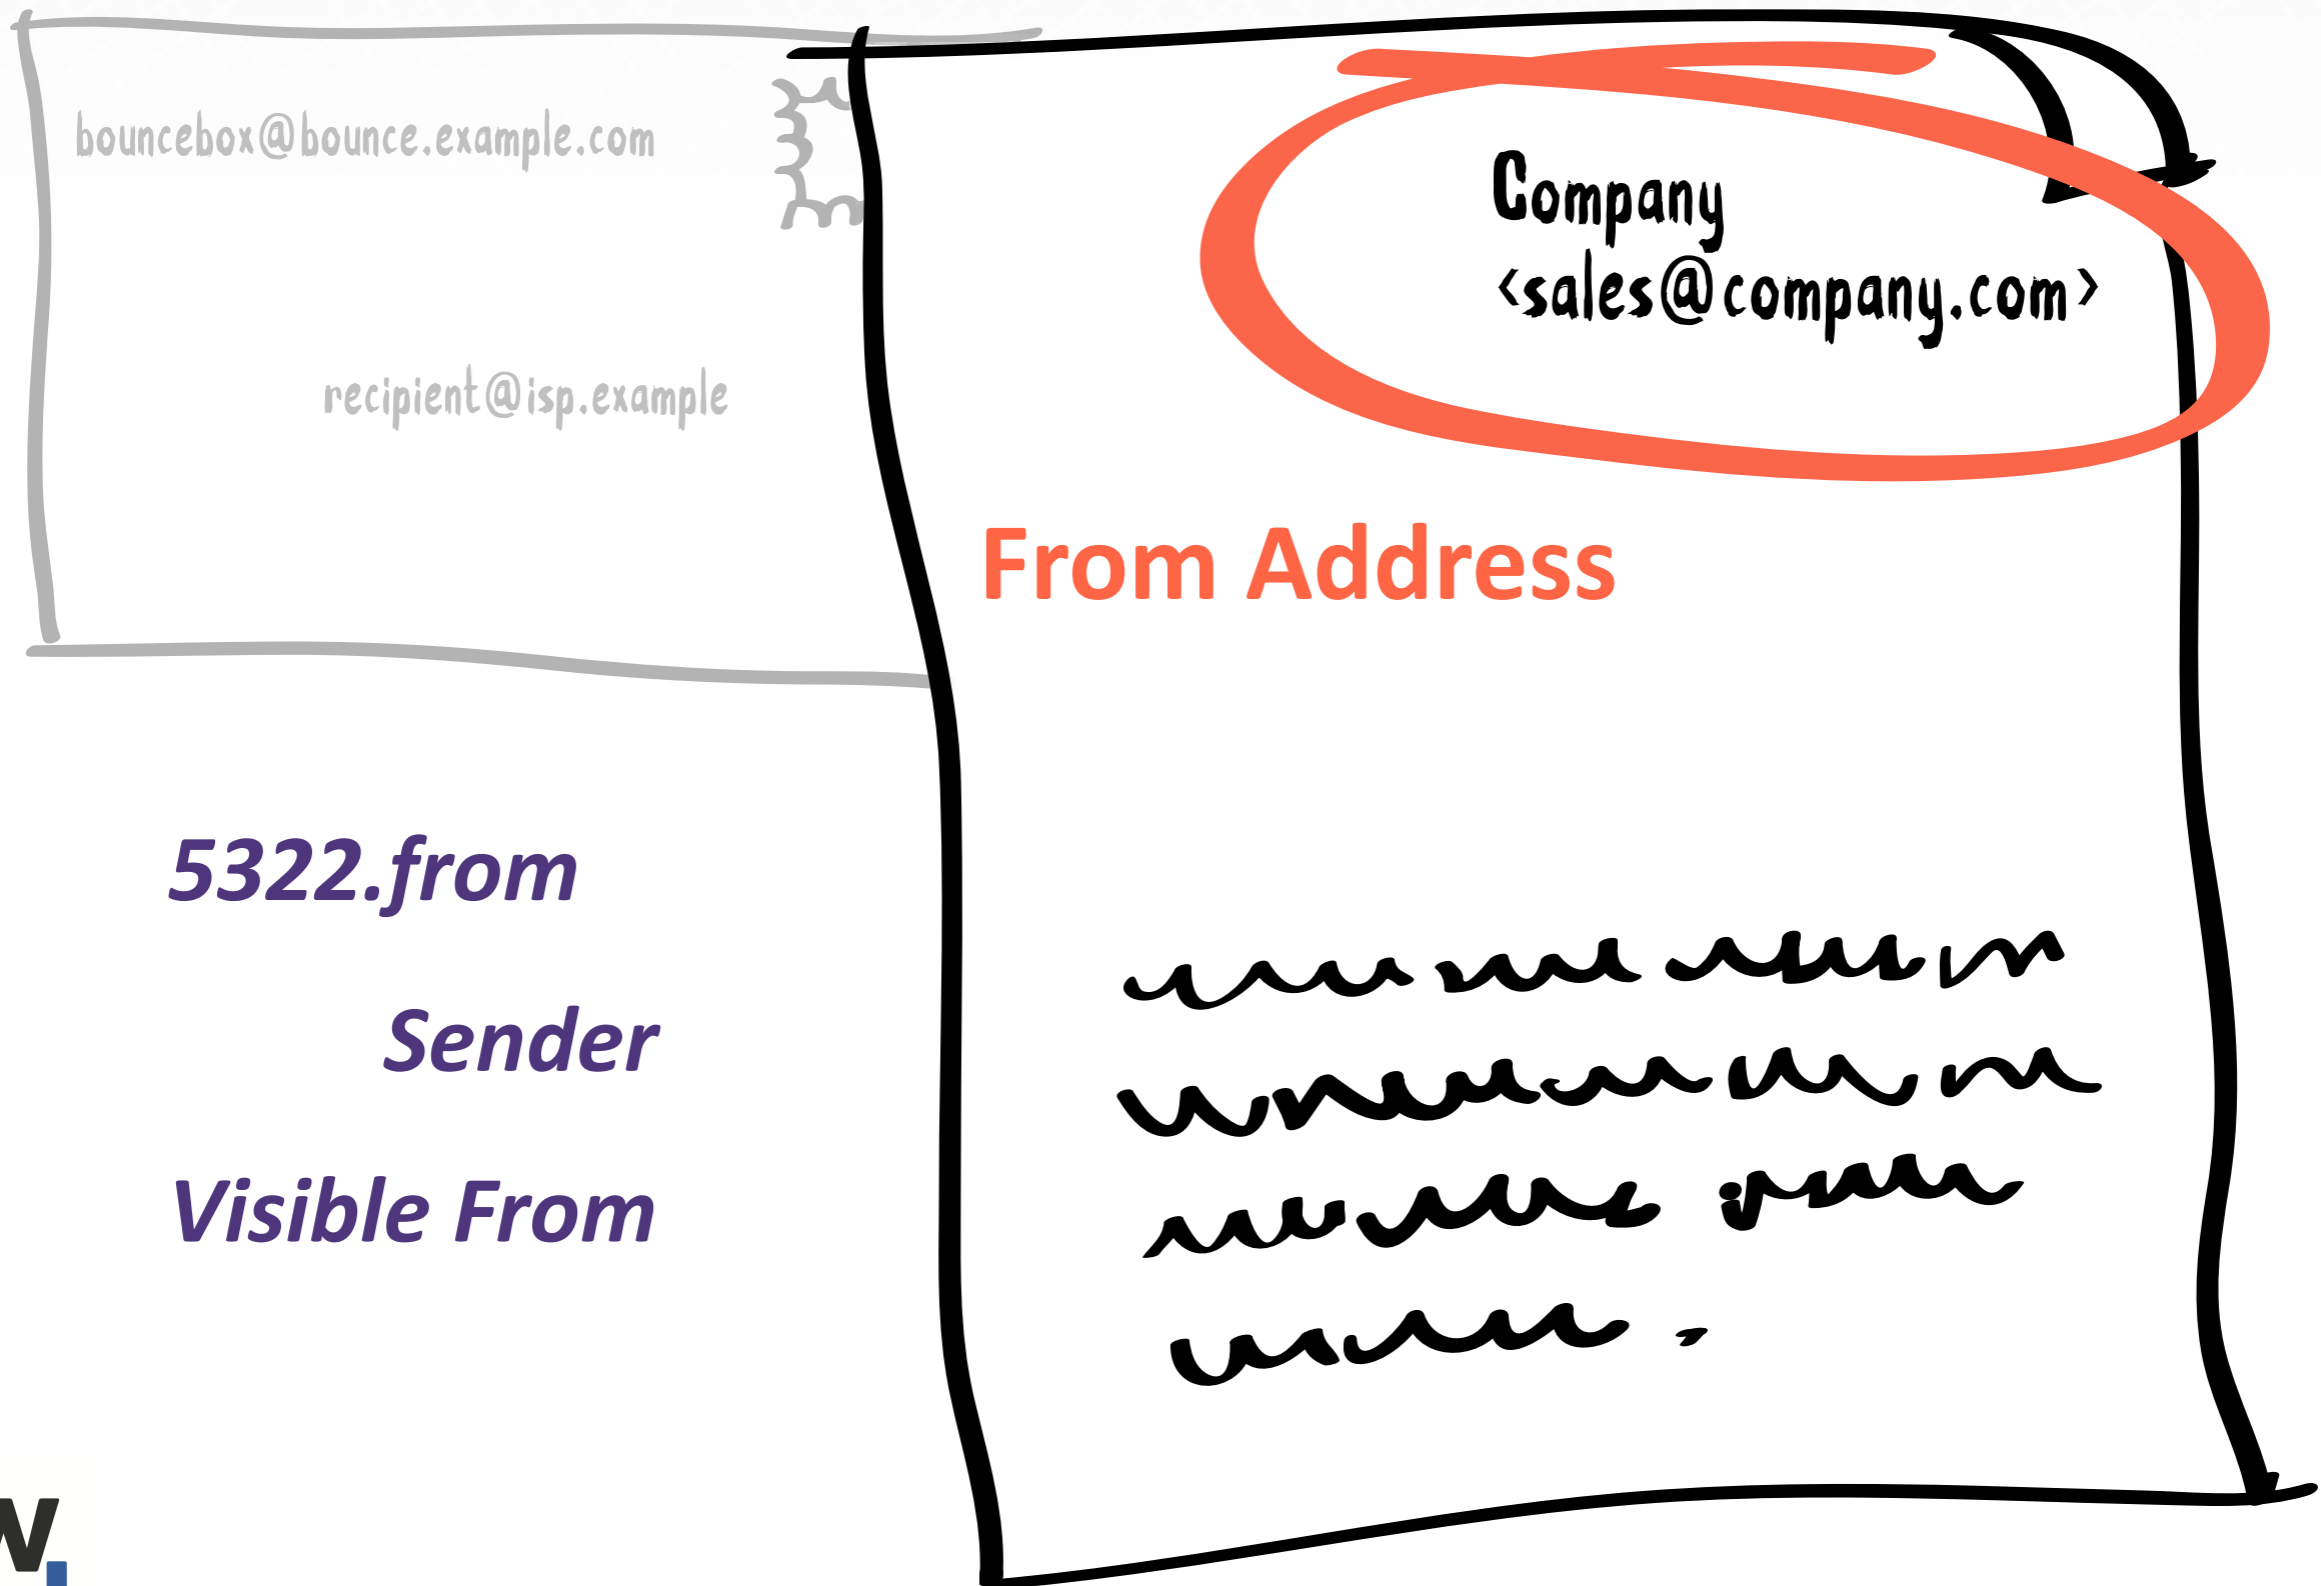 bouncebox@bounce.example.com
recipient@isp.example
Company
<sales@company.com>
From Address
5322.from
Sender
Visible From